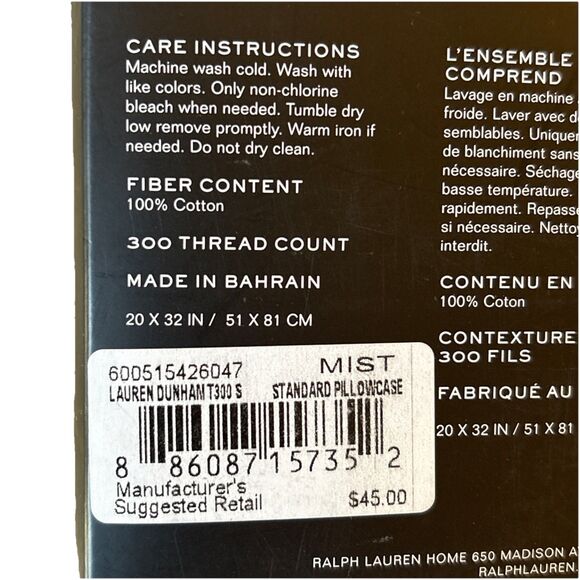 CARE INSTRUCTIONS
Machine wash cold. Wash with
like colors. Only non-chlorine
bleach when needed. Tumble dry
low remove promptly. Warm iron if
needed. Do not dry clean.
FIBER CONTENT
100% Cotton
300 THREAD COUNT
MADE IN BAHRAIN
20 X 32 IN / 51 X 81 CM
L'ENSEMBLE
COMPREND
Lavage en machine
froide. Laver avec
semblables.
de blanchiment sans
nécessaire.
basse température.
rapidement.
si nécessaire.
interdit.
CONTENU EN
100% Coton
CONTEXTURE
300 FILS
FABRIQUÉ AU
20 X 32 IN / 51 X 81
600515426047 MIST
LAUREN DUNHAM T300 S STANDARD PILLOWCASE
8 86087 15735 2
Manufacturer's
Suggested Retail $45.00
RALPH LAUREN HOME 650 MADISON
RALPHLAUREN.